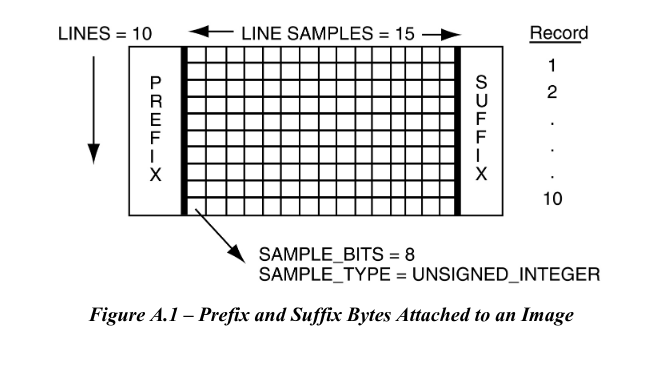 LINES = 10
LINE SAMPLES = 15
Record
PREFIX
SUFFIX
1
2
.
.
.
10
SAMPLE_BITS = 8
SAMPLE_TYPE = UNSIGNED_INTEGER
Figure A.1 – Prefix and Suffix Bytes Attached to an Image